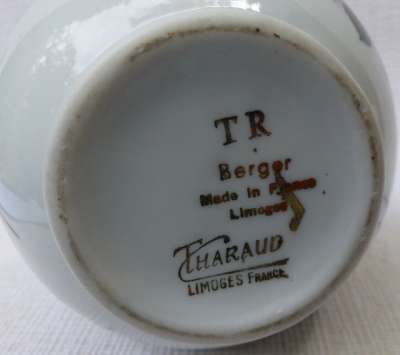 TR
Berger
Made in France
Limoges
THARAUD
LIMOGES FRANCE